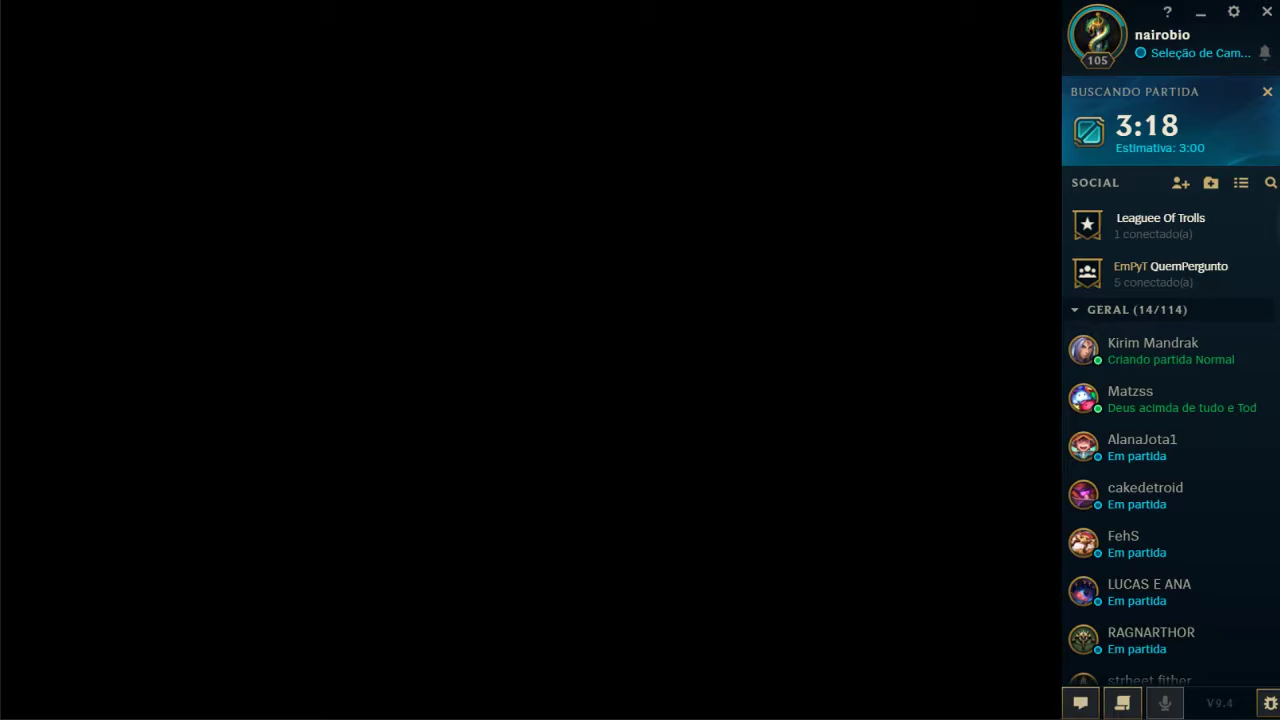 nairobio
105
Seleção de Cam...
BUSCANDO PARTIDA
3:18
Estimativa: 3:00
SOCIAL
Leaguee Of Trolls
1 conectado(a)
EmPyT QuemPergunto
5 conectado(a)
GERAL (14/114)
Kirim Mandrak
Criando partida Normal
Matzss
Deus acimda de tudo e Tod
AlanaJota1
Em partida
cakedetroid
Em partida
FehS
Em partida
LUCAS E ANA
Em partida
RAGNARTHOR
Em partida
strheet fither
V9.4